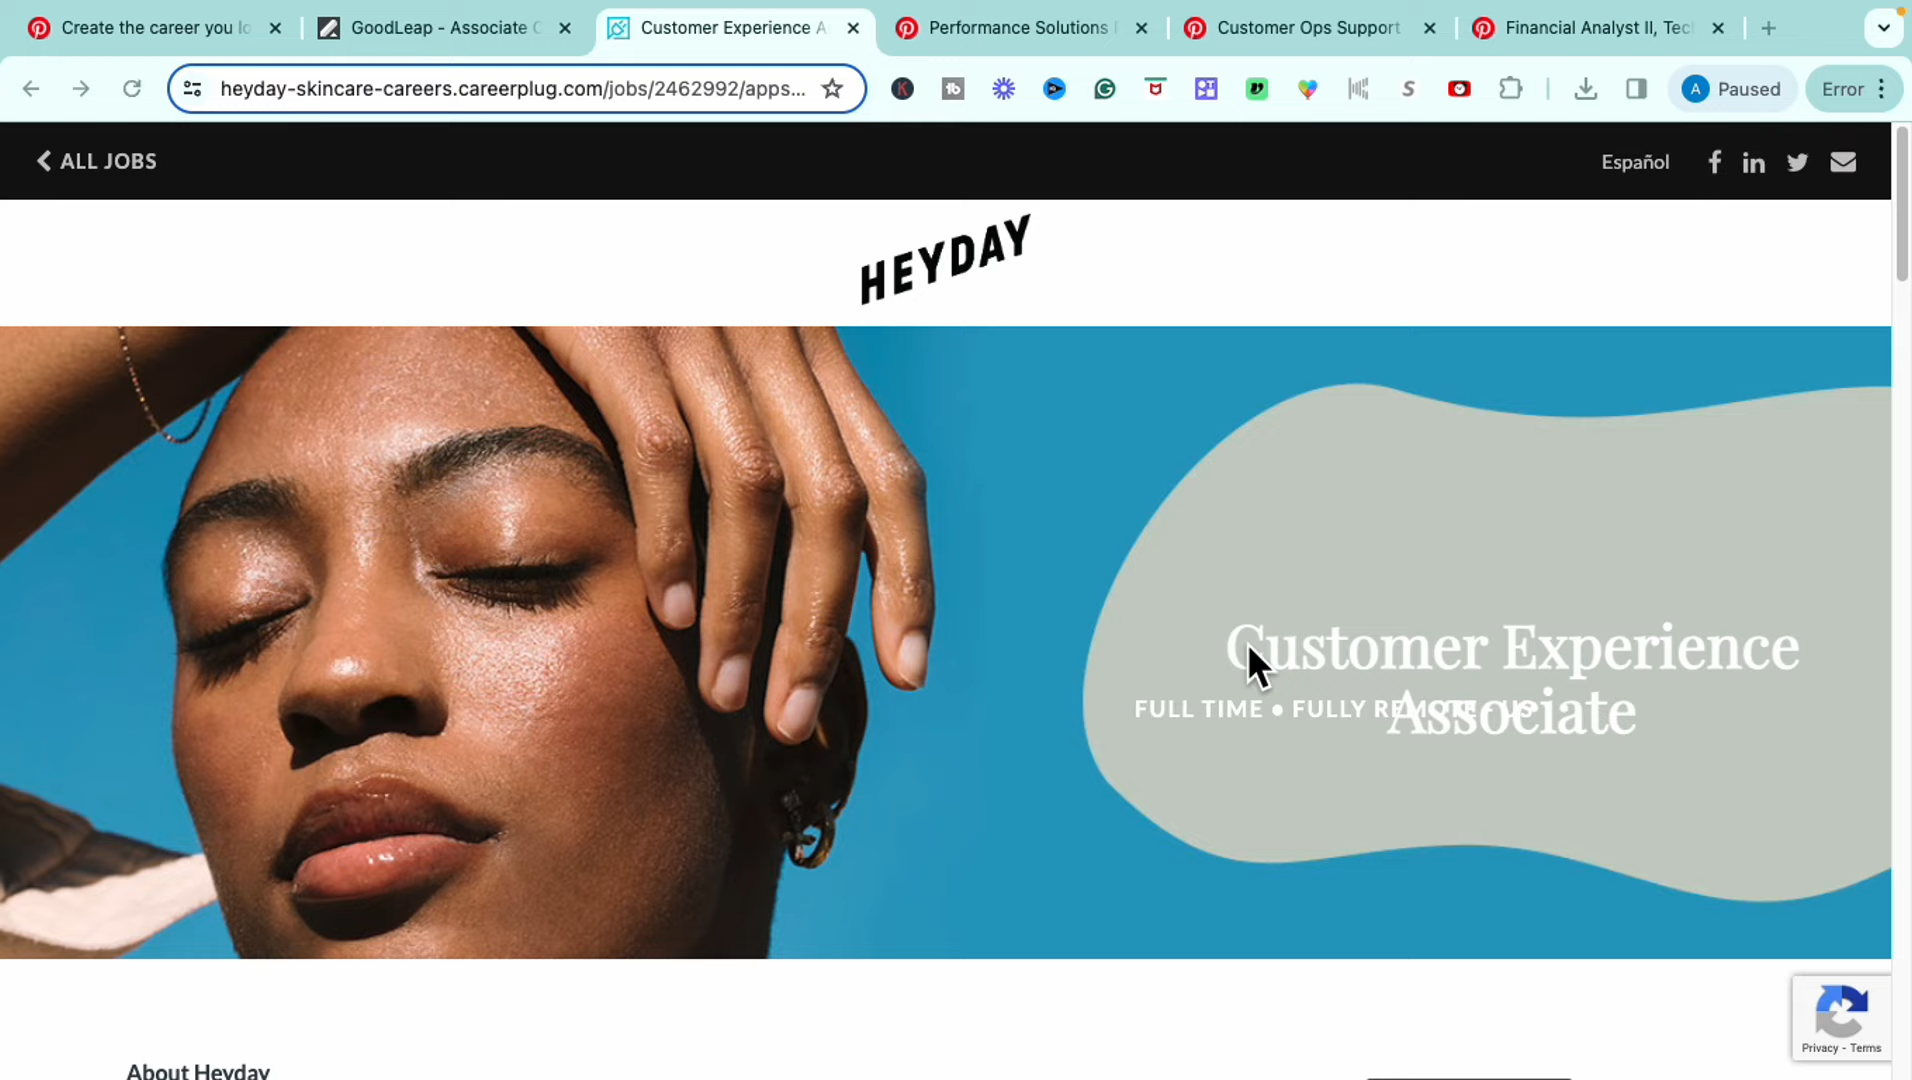 Create the career you lo
GoodLeap - Associate C
Customer Experience A
Performance Solutions
Customer Ops Support
Financial Analyst II, Tec
heyday-skincare-careers.careerplug.com/jobs/2462992/apps...
A Paused
Error
ALL JOBS
Español
HEYDAY
Customer Experience
Associate
FULL TIME • FULLY REMOTE - US
About Heyday
Privacy - Terms